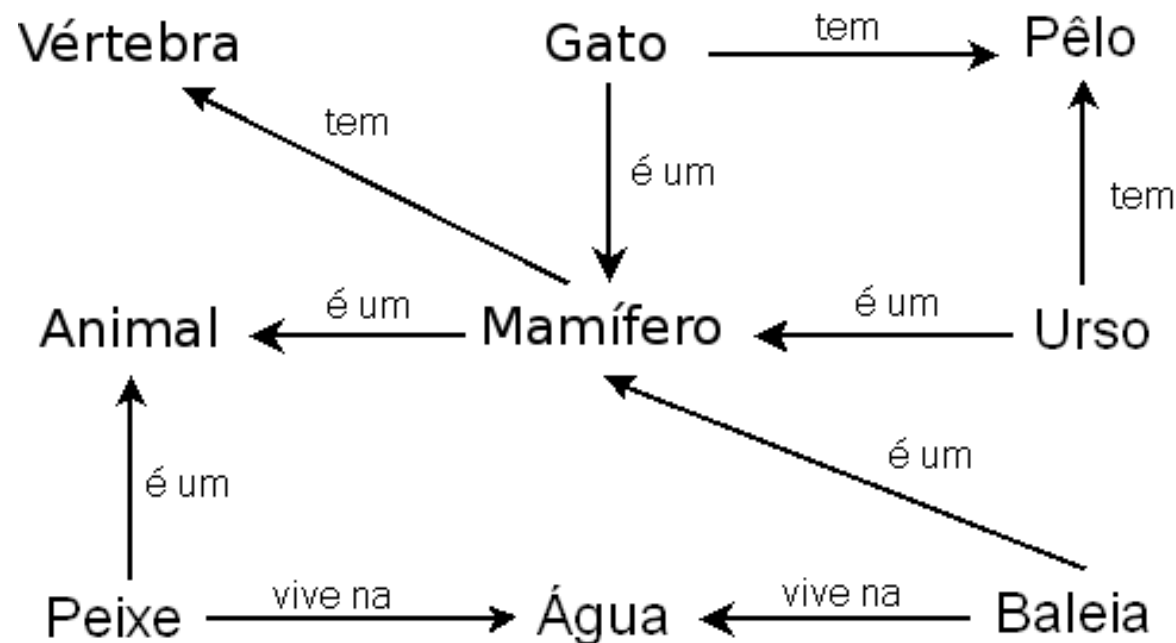 Vértebra
Gato
tem
Pêlo
tem
é um
tem
Animal
é um
Mamífero
é um
Urso
é um
é um
Peixe
vive na
Água
vive na
Baleia